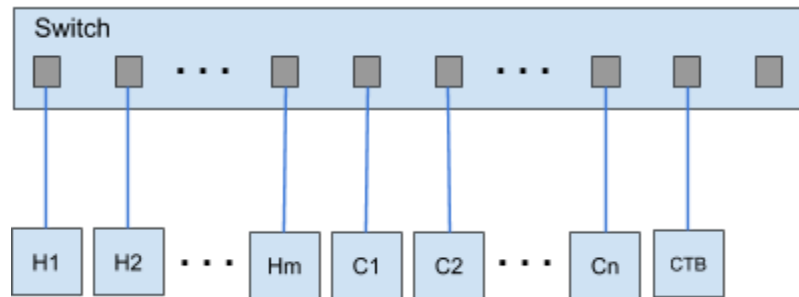 Switch
. . .
. . .
H1
H2
. . .
Hm
C1
C2
. . .
Cn
CTB